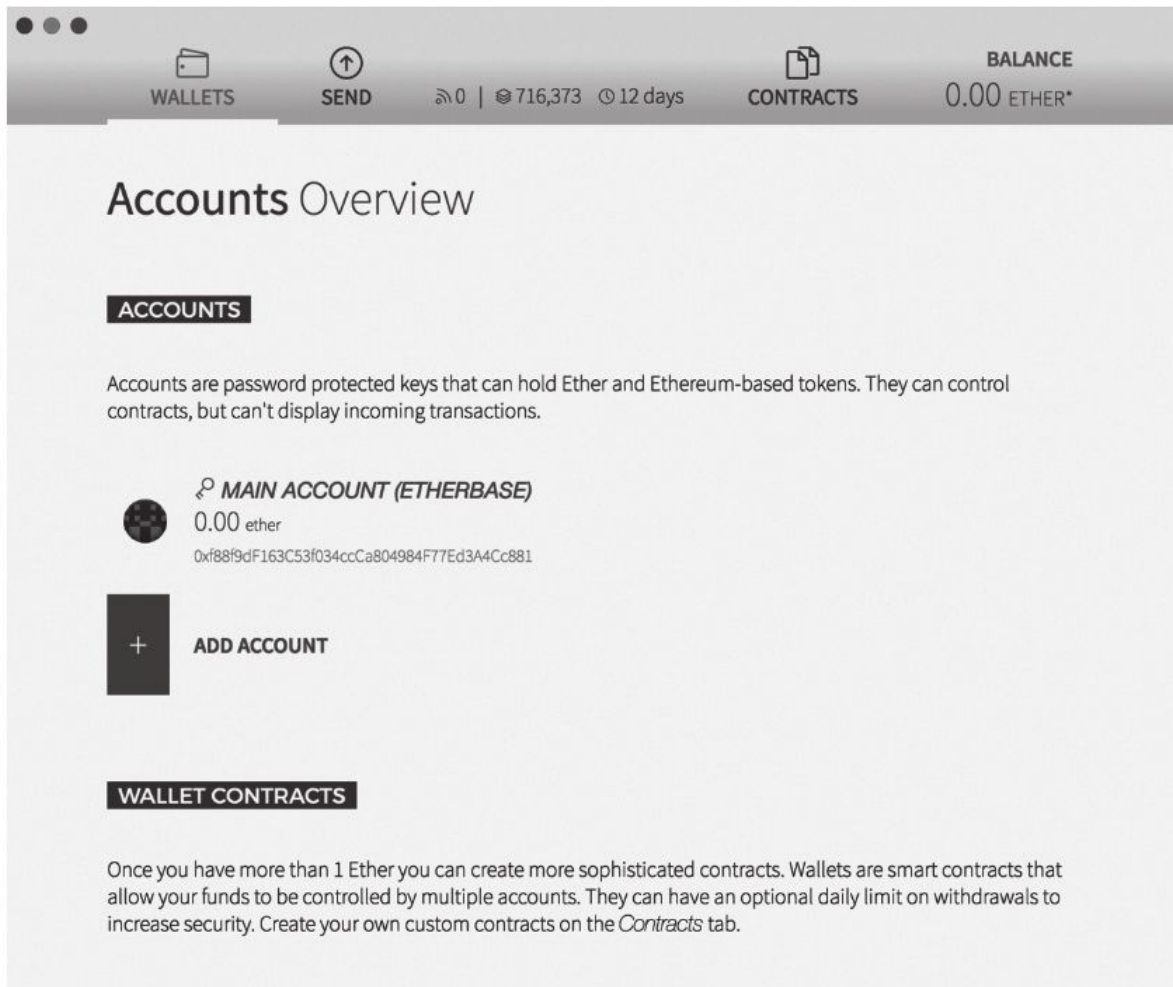 WALLETS SEND 0 | 716,373 12 days CONTRACTS BALANCE
0.00 ETHER*
Accounts Overview
ACCOUNTS
Accounts are password protected keys that can hold Ether and Ethereum-based tokens. They can control
contracts, but can't display incoming transactions.
MAIN ACCOUNT (ETHERBASE)
0.00 ether
0xf88f9dF163C53f034ccCa804984F77Ed3A4Cc881
+ ADD ACCOUNT
WALLET CONTRACTS
Once you have more than 1 Ether you can create more sophisticated contracts. Wallets are smart contracts that
allow your funds to be controlled by multiple accounts. They can have an optional daily limit on withdrawals to
increase security. Create your own custom contracts on the Contracts tab.